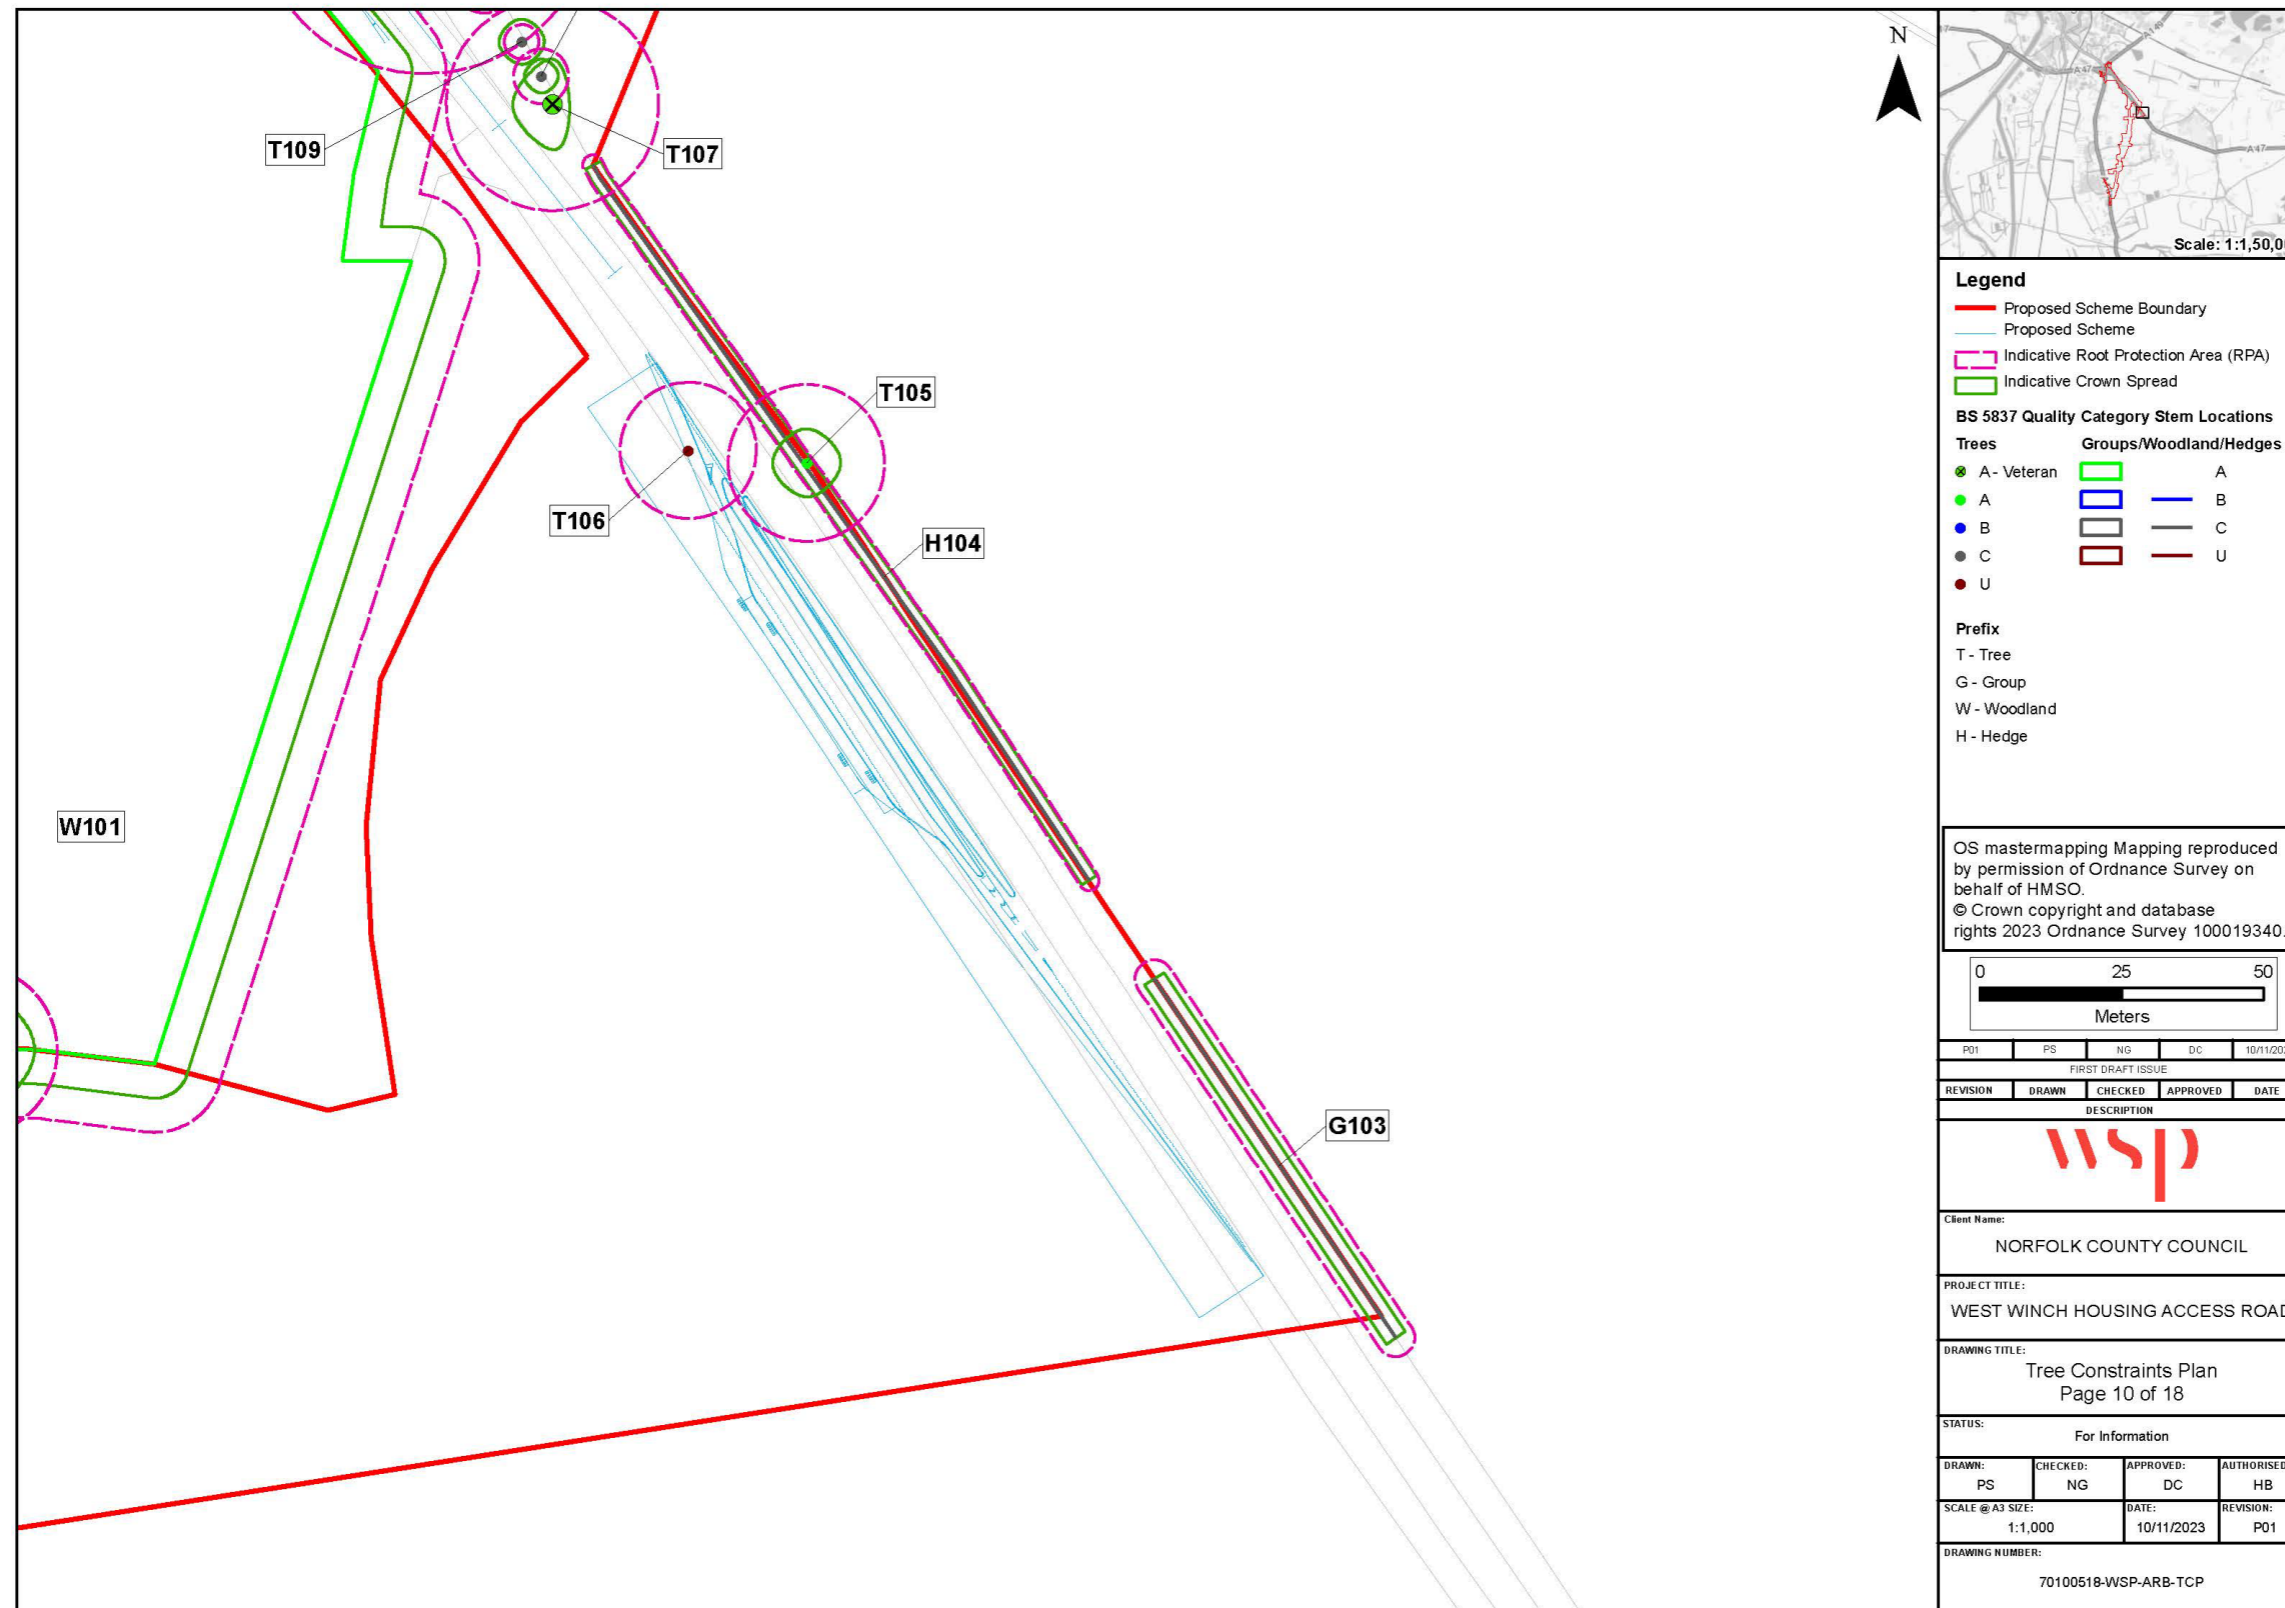 N
T109
T107
T105
T106
H104
W101
G103
A149
A47
A47
Scale: 1:1,50,0
Legend
Proposed Scheme Boundary
Proposed Scheme
Indicative Root Protection Area (RPA)
Indicative Crown Spread
BS 5837 Quality Category Stem Locations
Trees Groups/Woodland/Hedges
A - Veteran A
A B
B C
C U
U
Prefix
T - Tree
G - Group
W - Woodland
H - Hedge
OS mastermapping Mapping reproduced
by permission of Ordnance Survey on
behalf of HMSO.
© Crown copyright and database
rights 2023 Ordnance Survey 100019340.
0 25 50
Meters
P01 PS NG DC 10/11/20
FIRST DRAFT ISSUE
REVISION DRAWN CHECKED APPROVED DATE
DESCRIPTION
wsp
Client Name:
NORFOLK COUNTY COUNCIL
PROJECT TITLE:
WEST WINCH HOUSING ACCESS ROAD
DRAWING TITLE:
Tree Constraints Plan
Page 10 of 18
STATUS:
For Information
DRAWN: CHECKED: APPROVED: AUTHORISED
PS NG DC HB
SCALE @ A3 SIZE: DATE: REVISION:
1:1,000 10/11/2023 P01
DRAWING NUMBER:
70100518-WSP-ARB-TCP